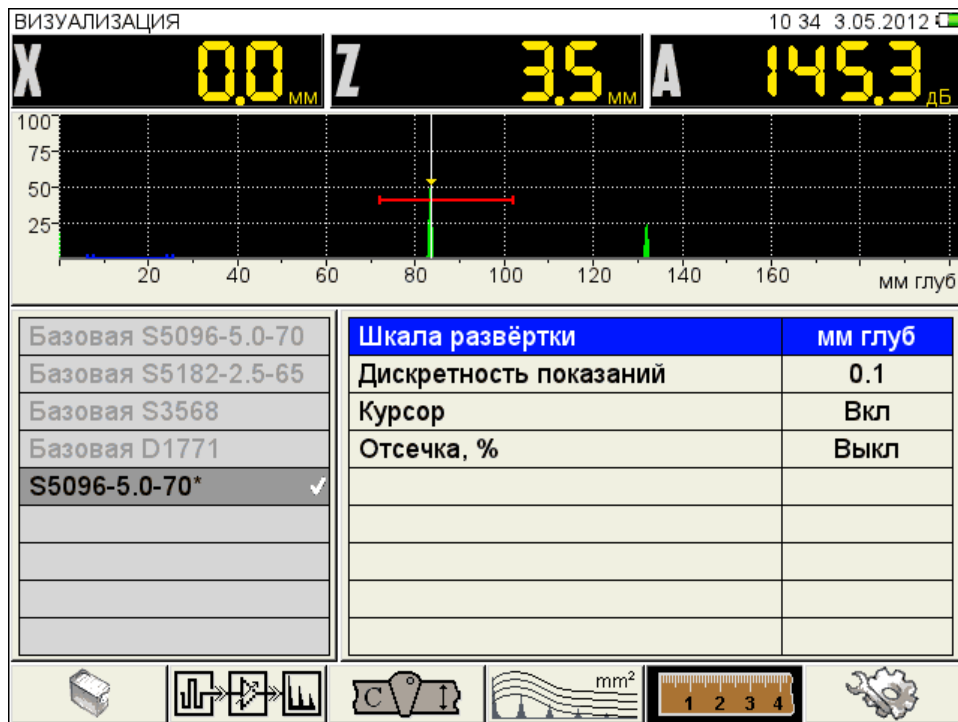 ВИЗУАЛИЗАЦИЯ 10 34 3.05.2012
X 0.0 мм Z 3.5 мм A 145.3 дБ
100
75
50
25
20 40 60 80 100 120 140 160 мм глуб
Базовая S5096-5.0-70
Базовая S5182-2.5-65
Базовая S3568
Базовая D1771
S5096-5.0-70*
Шкала развёртки мм глуб
Дискретность показаний 0.1
Курсор Вкл
Отсечка, % Выкл
C mm² 1 2 3 4